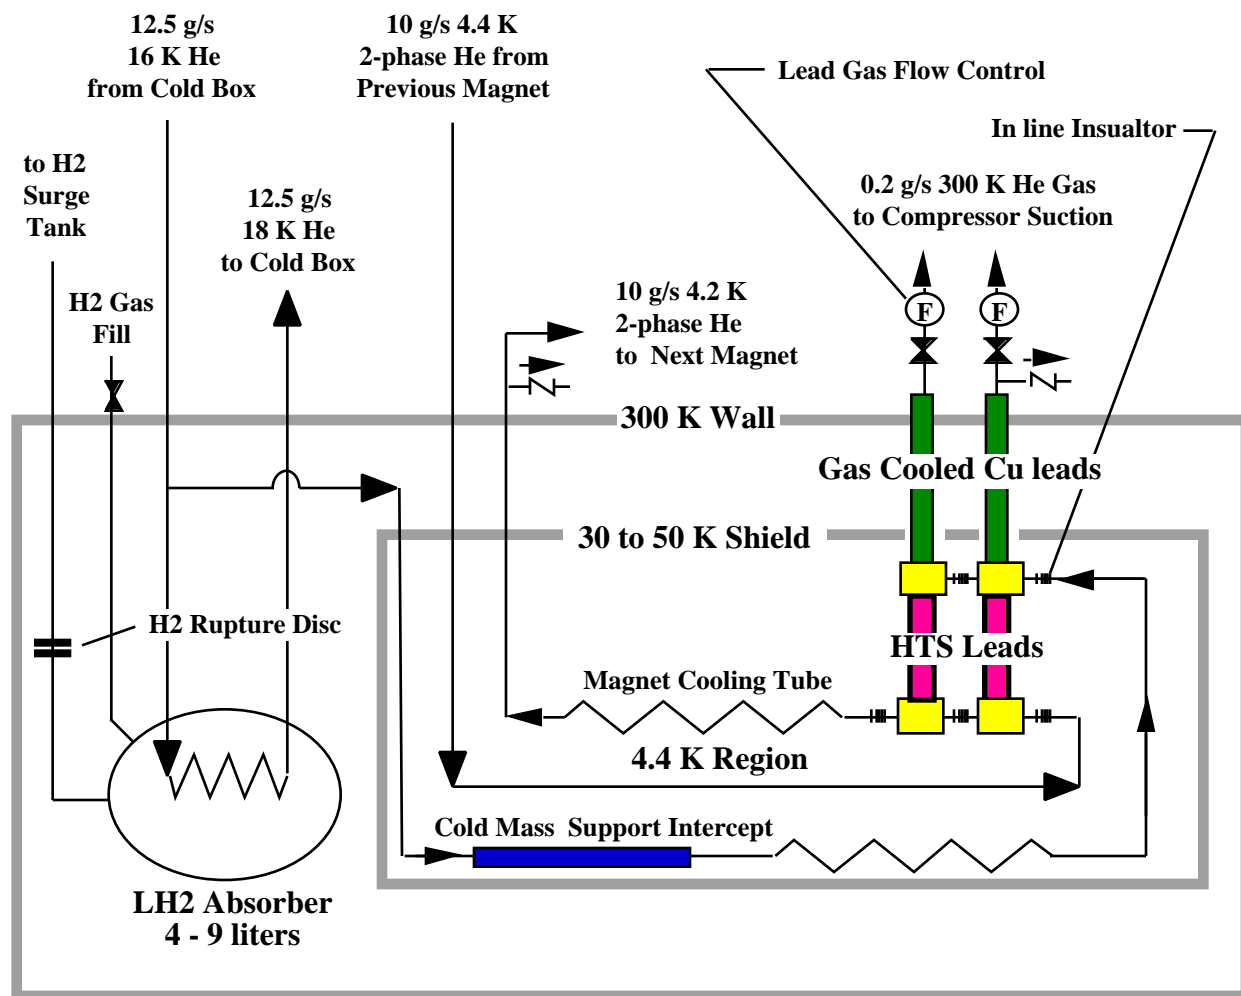 12.5 g/s
16 K He
from Cold Box
10 g/s 4.4 K
2-phase He from
Previous Magnet
Lead Gas Flow Control
In line Insualtor
to H2
Surge
Tank
12.5 g/s
18 K He
to Cold Box
0.2 g/s 300 K He Gas
to Compressor Suction
H2 Gas
Fill
10 g/s 4.2 K
2-phase He
to Next Magnet
F
F
300 K Wall
Gas Cooled Cu leads
30 to 50 K Shield
H2 Rupture Disc
HTS Leads
Magnet Cooling Tube
4.4 K Region
Cold Mass Support Intercept
LH2 Absorber
4 - 9 liters